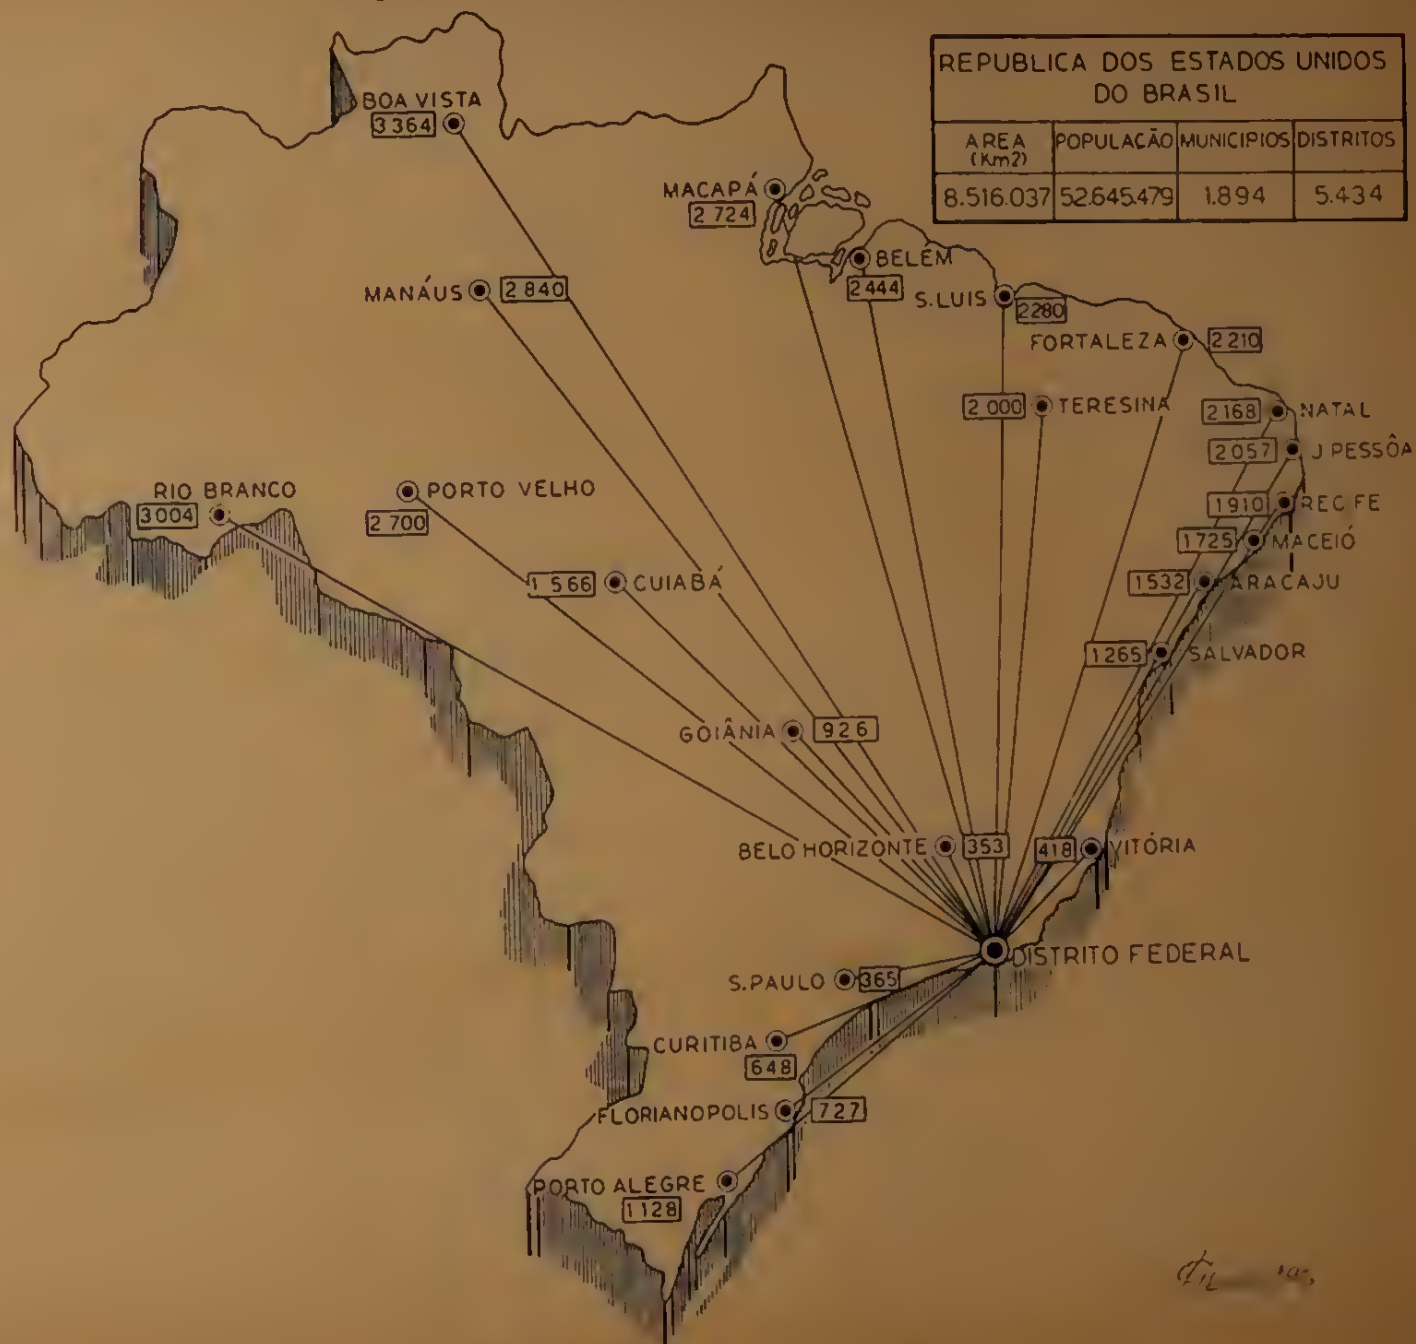 REPUBLICA DOS ESTADOS UNIDOS
DO BRASIL
AREA (Km2) POPULAÇÃO MUNICIPIOS DISTRITOS
8.516.037 52.645.479 1.894 5.434
BOA VISTA
3 364
MACAPÁ
2 724
BELÉM
2 444
MANÁUS 2 840
S. LUIS
2280
FORTALEZA 2 210
2 000 TERESINA
2 168 NATAL
2 057 J PESSÔA
RIO BRANCO
3 004
PORTO VELHO
2 700
1910 REC FE
1725 MACEIÓ
1 566 CUIABÁ
1532 ARACAJU
1265 SALVADOR
GOIÂNIA 926
BELO HORIZONTE 353
418 VITÓRIA
DISTRITO FEDERAL
S. PAULO 365
CURITIBA
648
FLORIANOPOLIS 727
PORTO ALEGRE
1128